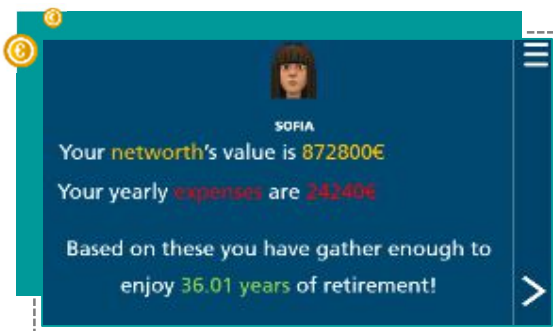 SOFIA
Your networth's value is 872800€
Your yearly expenses are 24240€
Based on these you have gather enough to
enjoy 36.01 years of retirement!